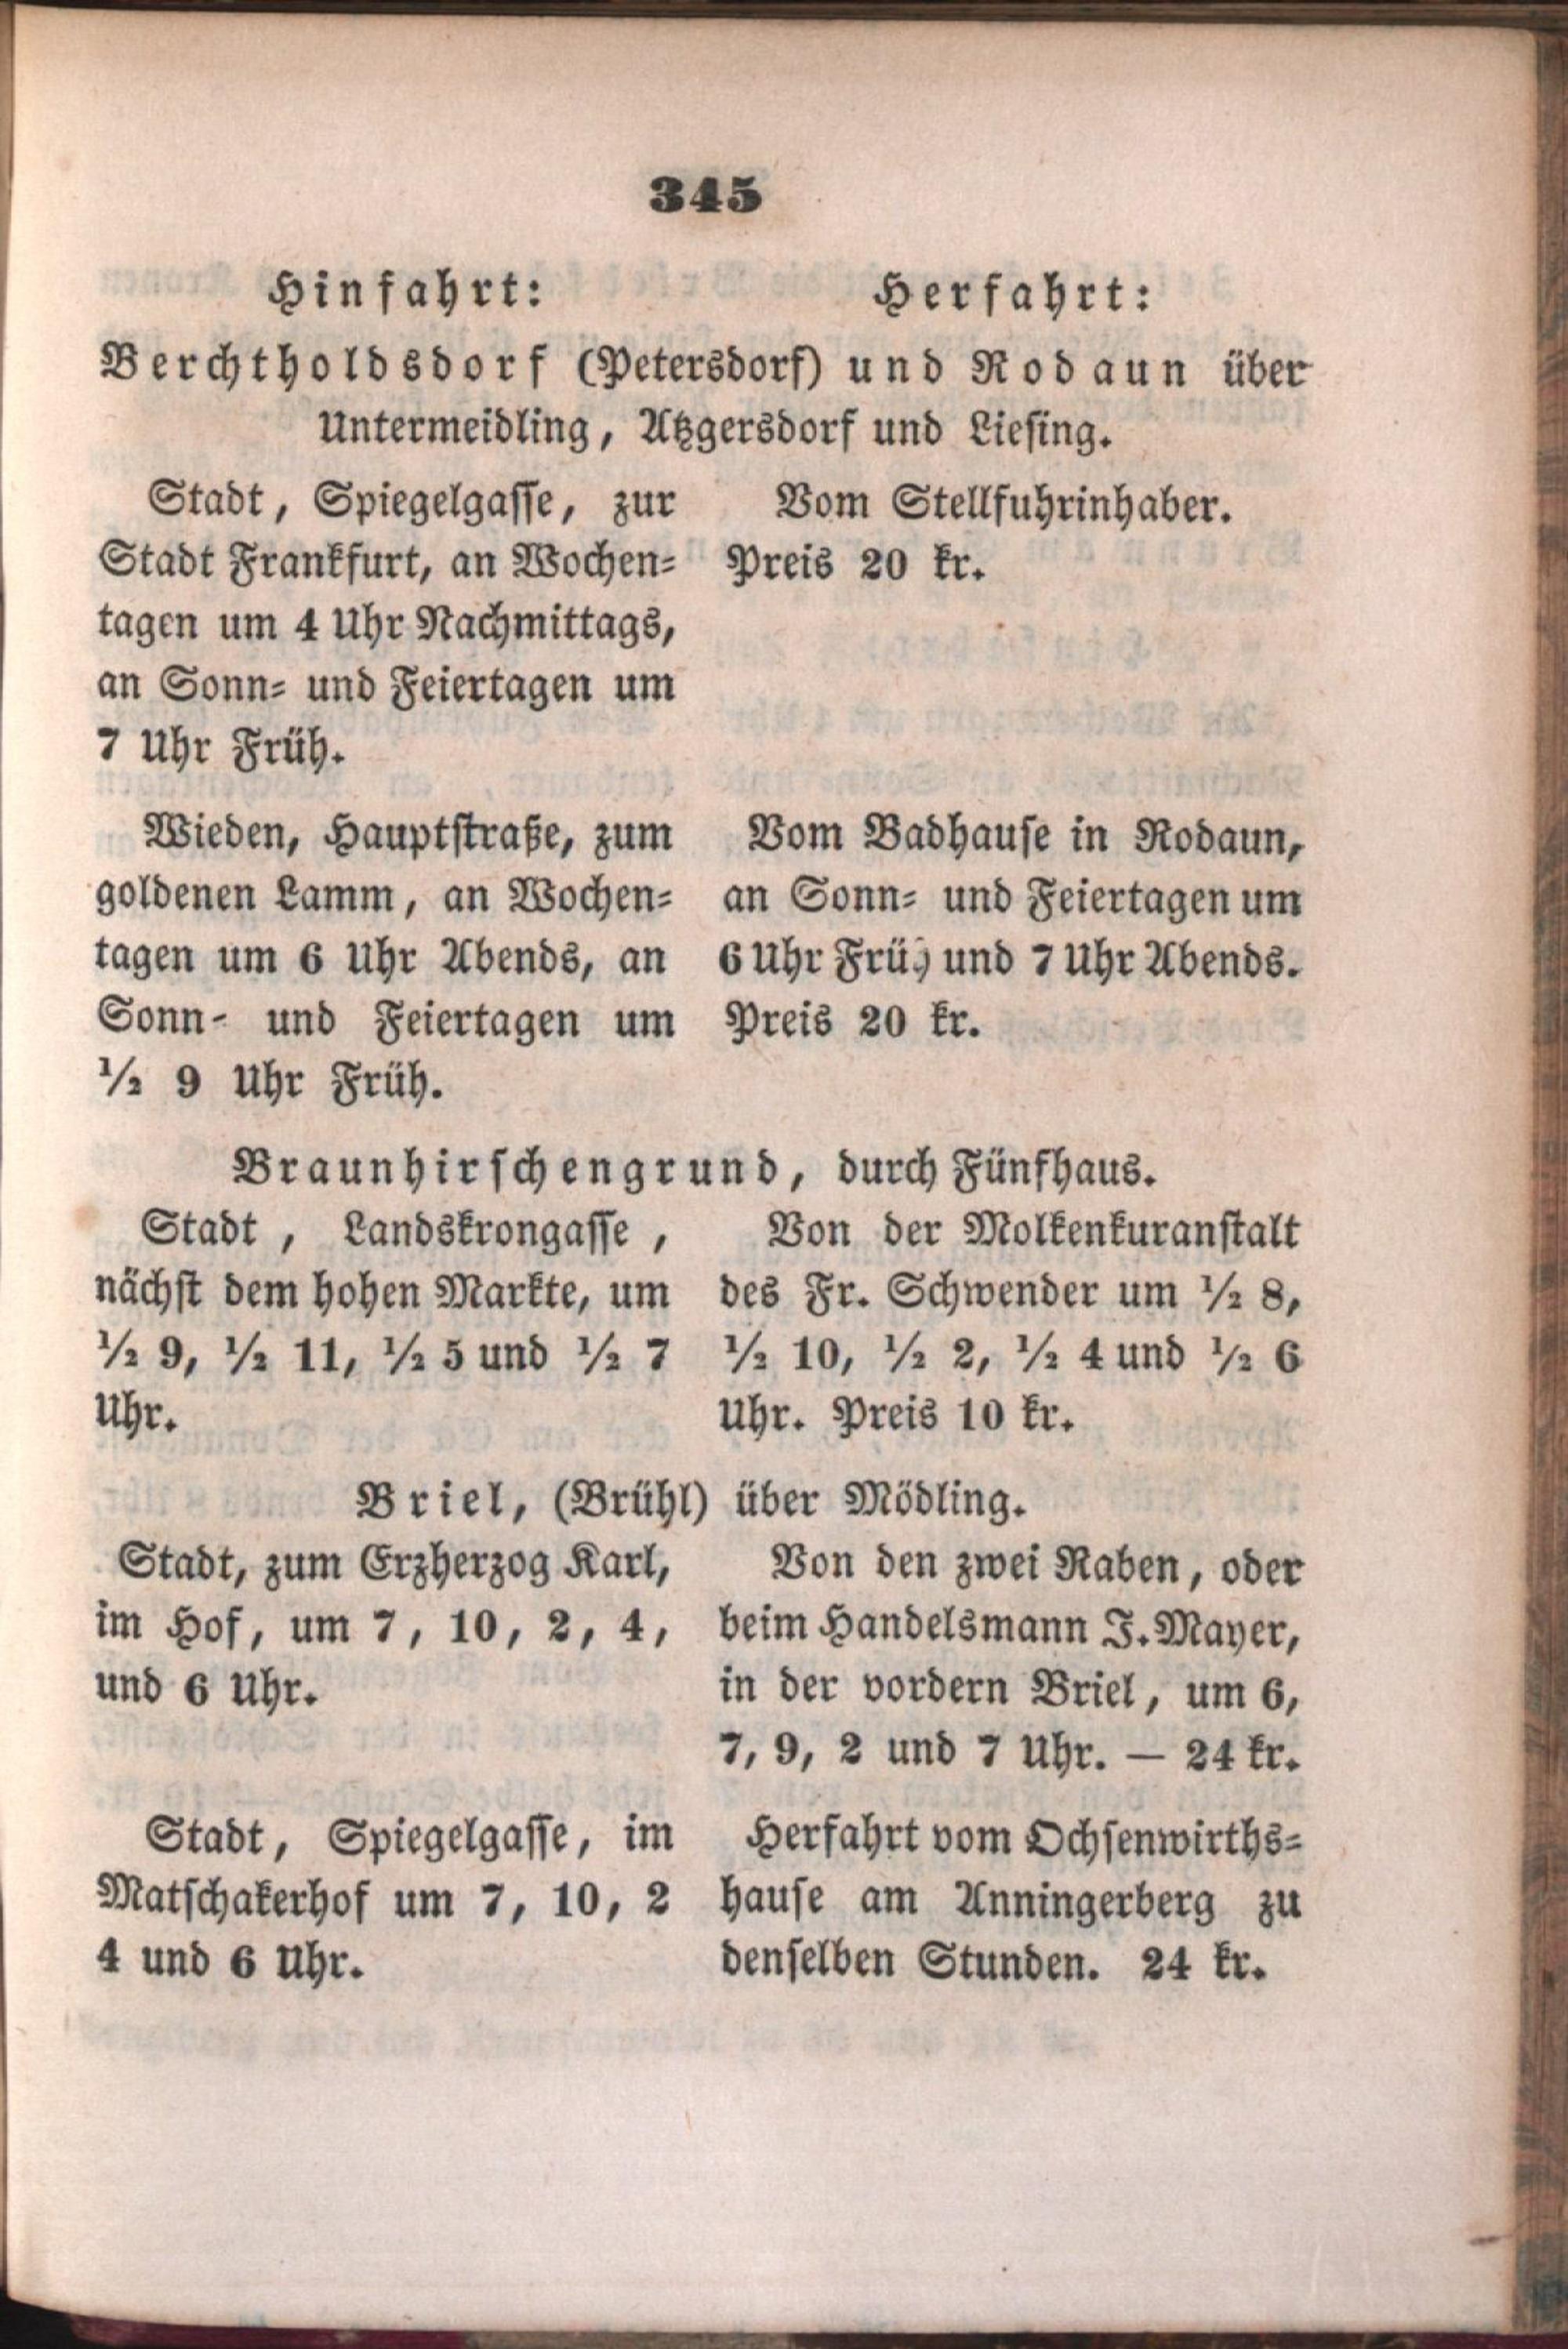 345
Hinfahrt:
Herfahrt:
Berchtholdsdorf (Petersdorf) und Rodaun über
Untermeidling, Atzgersdorf und Liesing.
Stadt, Spiegelgasse, zur
Stadt Frankfurt, an Wochen-
tagen um 4 Uhr Nachmittags,
an Sonn- und Feiertagen um
7 Uhr Früh.
Vom Stellfuhrinhaber.
Preis 20 kr.
Wieden, Hauptstraße, zum
goldenen Lamm, an Wochen-
tagen um 6 Uhr Abends, an
Sonn- und Feiertagen um
½ 9 Uhr Früh.
Vom Badhause in Rodaun,
an Sonn- und Feiertagen um
6 Uhr Früh und 7 Uhr Abends.
Preis 20 kr.
Braunhirschengrund, durch Fünfhaus.
Stadt, Landskrongasse,
nächst dem hohen Markte, um
½ 9, ½ 11, ½ 5 und ½ 7
Uhr.
Von der Molkenkuranstalt
des Fr. Schwender um ½ 8,
½ 10, ½ 2, ½ 4 und ½ 6
Uhr. Preis 10 kr.
Briel, (Brühl) über Mödling.
Stadt, zum Erzherzog Karl,
im Hof, um 7, 10, 2, 4,
und 6 Uhr.
Von den zwei Raben, oder
beim Handelsmann J. Mayer,
in der vordern Briel, um 6,
7, 9, 2 und 7 Uhr. — 24 kr.
Stadt, Spiegelgasse, im
Matschakerhof um 7, 10, 2
4 und 6 Uhr.
Herfahrt vom Ochsenwirths-
hause am Anningerberg zu
denselben Stunden. 24 kr.